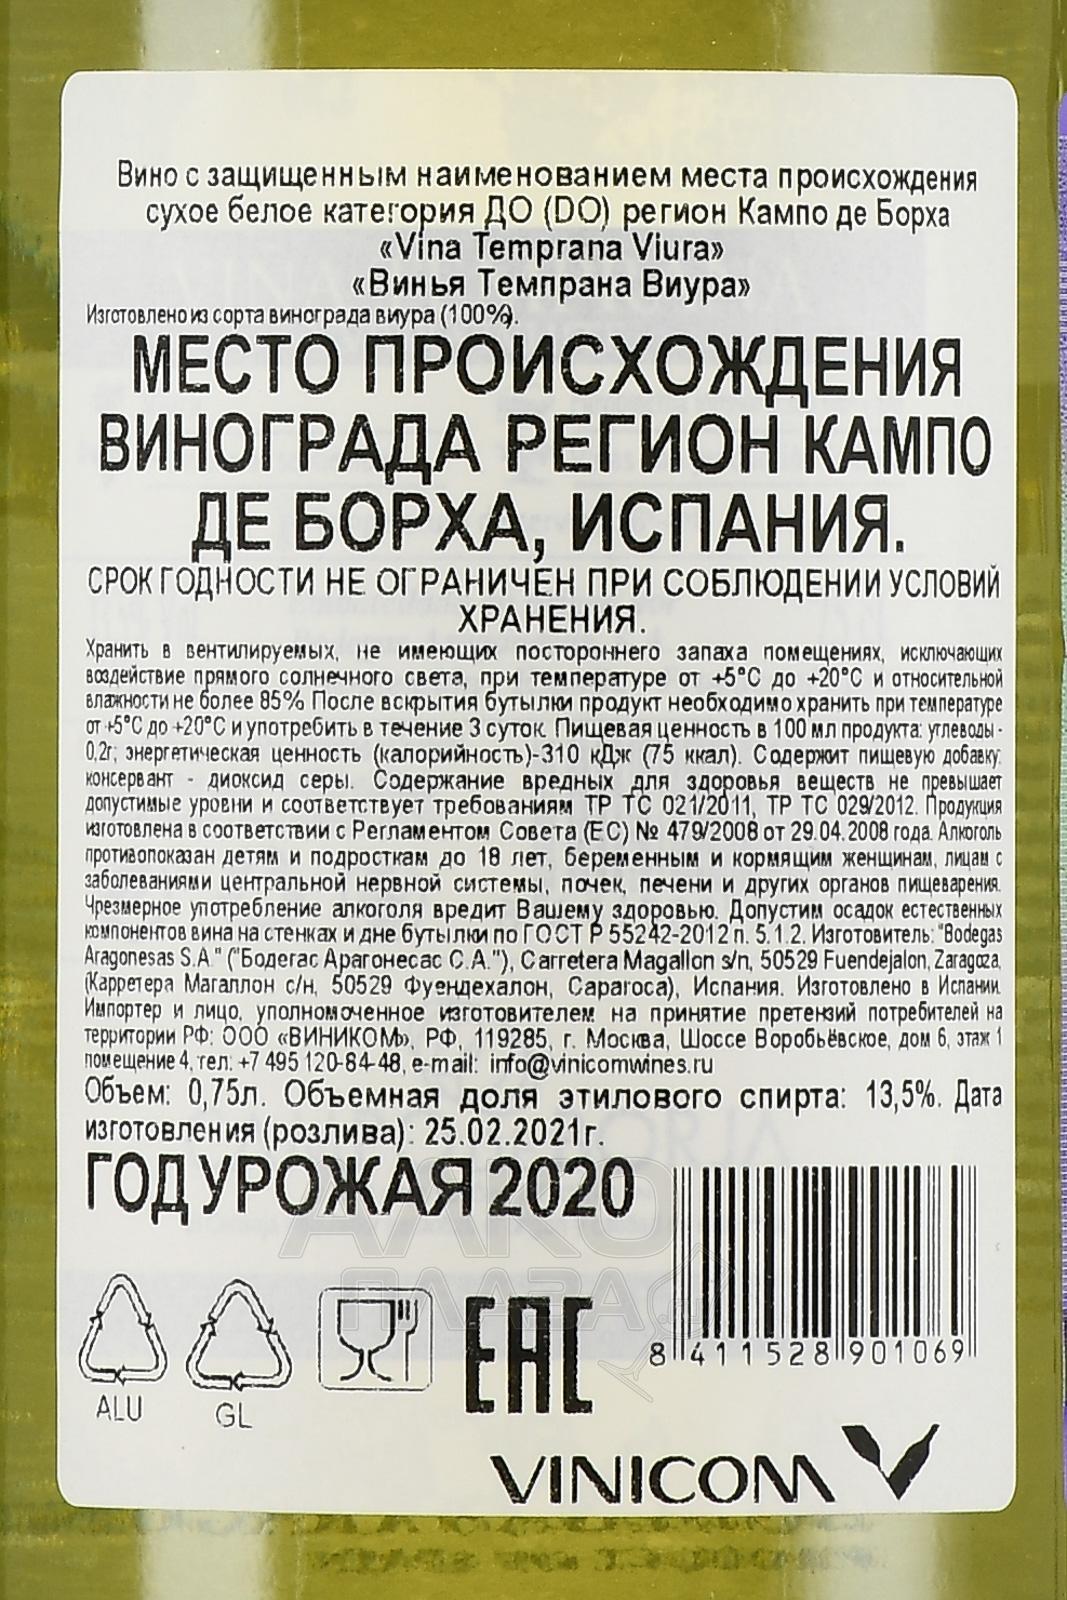 Вино с защищенным наименованием места происхождения
сухое белое категория ДО (DO) регион Кампо де Борха
«Vina Temprana Viura»
«Винья Темпрана Виура»
Изготовлено из сорта винограда виура (100%).
МЕСТО ПРОИСХОЖДЕНИЯ
ВИНОГРАДА РЕГИОН КАМПО
ДЕ БОРХА, ИСПАНИЯ.
СРОК ГОДНОСТИ НЕ ОГРАНИЧЕН ПРИ СОБЛЮДЕНИИ УСЛОВИЙ
ХРАНЕНИЯ.
Хранить в вентилируемых, не имеющих постороннего запаха помещениях, исключающих
воздействие прямого солнечного света, при температуре от +5°С до +20°С и относительной
влажности не более 85%. После вскрытия бутылки продукт необходимо хранить при температуре
от +5°С до +20°С и употребить в течение 3 суток. Пищевая ценность в 100 мл продукта: углеводы -
0,2г; энергетическая ценность (калорийность)-310 кДж (75 ккал). Содержит пищевую добавку:
консервант - диоксид серы. Содержание вредных для здоровья веществ не превышает
допустимые уровни и соответствует требованиям ТР ТС 021/2011, ТР ТС 029/2012. Продукция
изготовлена в соответствии с Регламентом Совета (ЕС) № 479/2008 от 29.04.2008 года. Алкоголь
противопоказан детям и подросткам до 18 лет, беременным и кормящим женщинам, лицам с
заболеваниями центральной нервной системы, почек, печени и других органов пищеварения.
Чрезмерное употребление алкоголя вредит Вашему здоровью. Допустим осадок естественных
компонентов вина на стенках и дне бутылки по ГОСТ Р 55242-2012 п. 5.1.2. Изготовитель: "Bodegas
Aragonesas S.A." ("Бодегас Арагонесас С.А."), Carretera Magallon s/n, 50529 Fuendejalon, Zaragoza,
(Карретера Магаллон с/н, 50529 Фуендехалон, Сарагоса), Испания. Изготовлено в Испании.
Импортер и лицо, уполномоченное изготовителем на принятие претензий потребителей на
территории РФ: ООО «ВИНИКОМ», РФ, 119285, г. Москва, Шоссе Воробьёвское, дом 6, этаж 1
помещение 4, тел.: +7 495 120-84-48, e-mail: info@vinicomwines.ru
Объем: 0,75л. Объемная доля этилового спирта: 13,5%. Дата
изготовления (розлива): 25.02.2021г.
ГОД УРОЖАЯ 2020
АЛКО
ПЛАЗА
ALU
GL
EAC
8 411528 901069
VINICOM